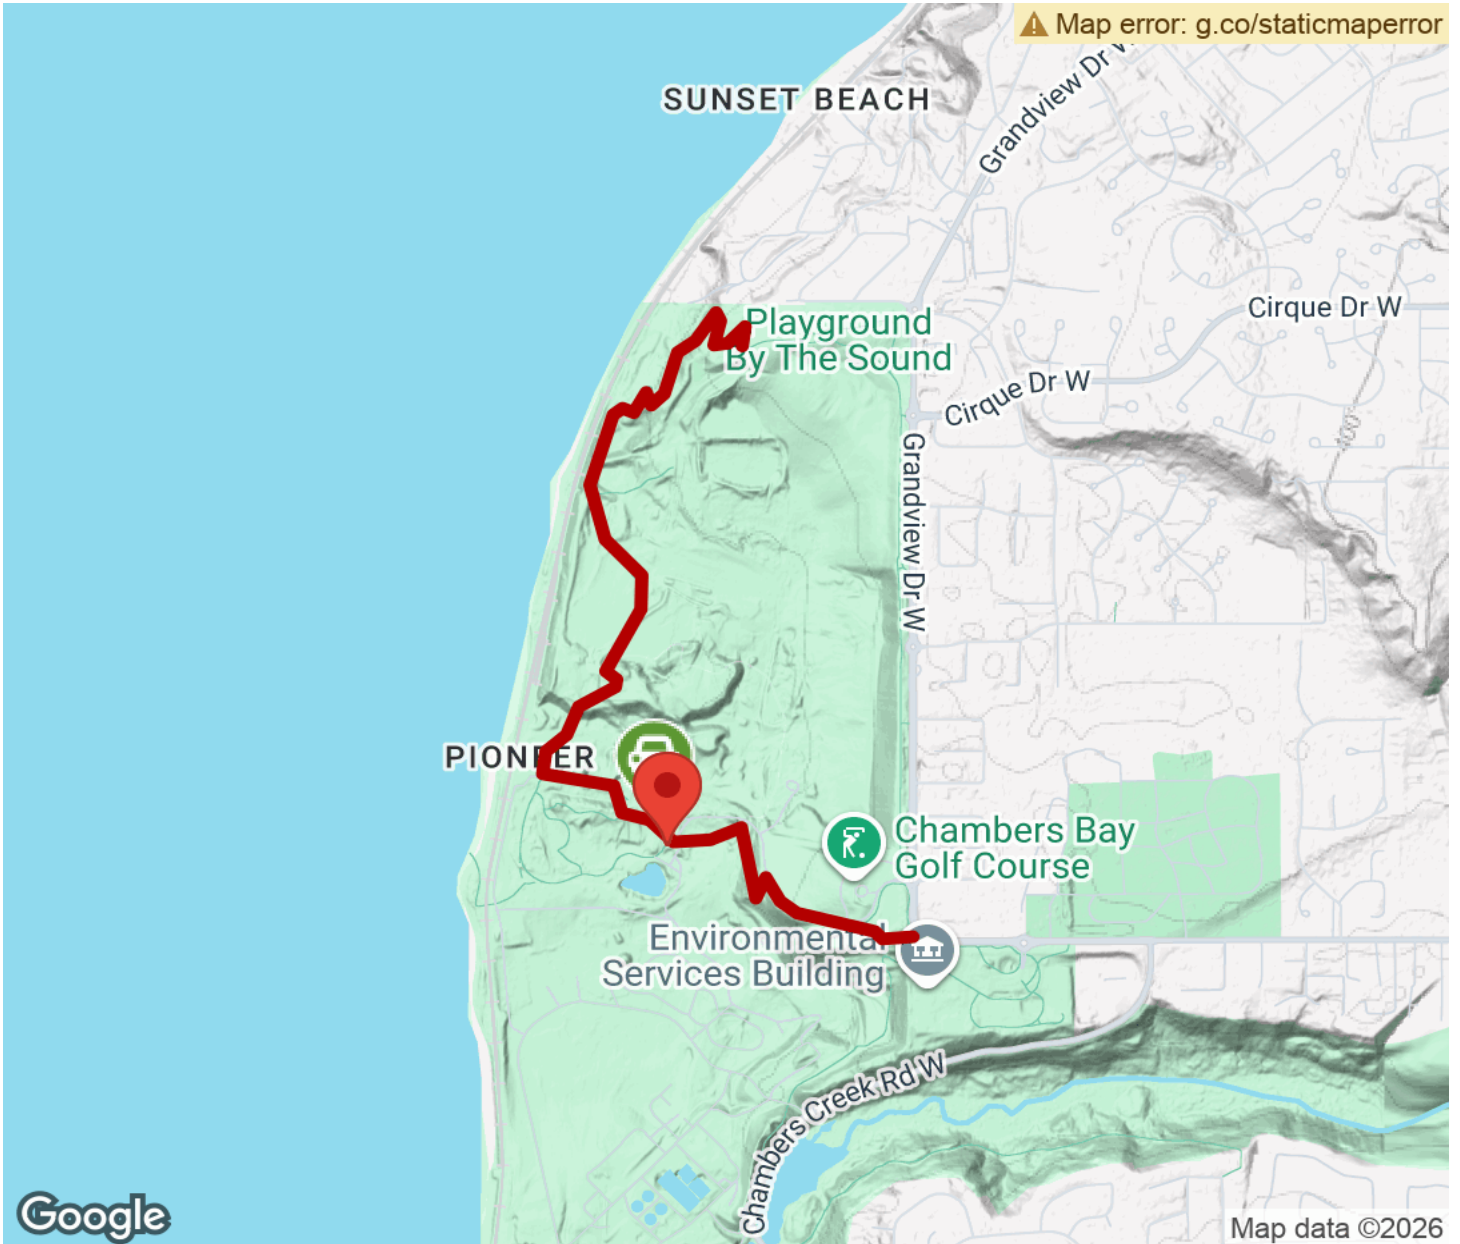 Map error: g.co/staticmaperror
Grandview Dr W
SUNSET BEACH
Cirque Dr W
Playground
By The Sound
Cirque Dr W
Grandview Dr W
PIONEER
Chambers Bay
Golf Course
Environmental
Services Building
Chambers Creek Rd W
Google
Map data ©2026